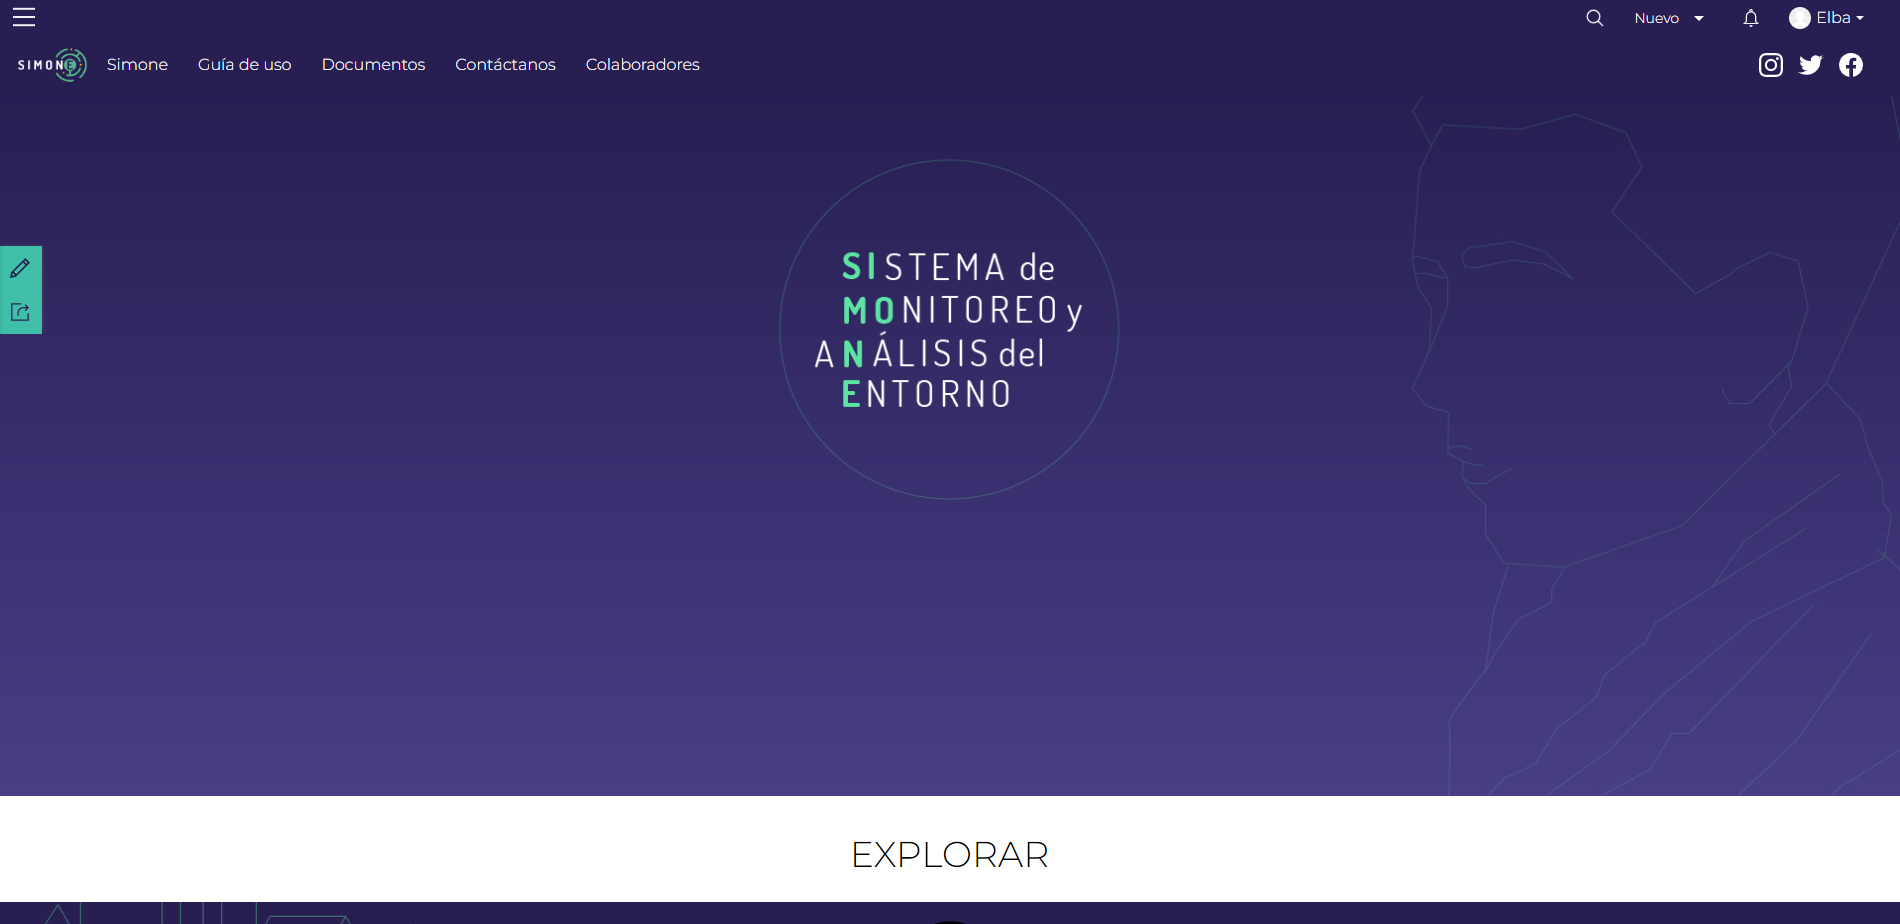 Nuevo
Elba
SIMONE
Simone
Guía de uso
Documentos
Contáctanos
Colaboradores
SISTEMA de
MONITOREO y
ANÁLISIS del
ENTORNO
EXPLORAR